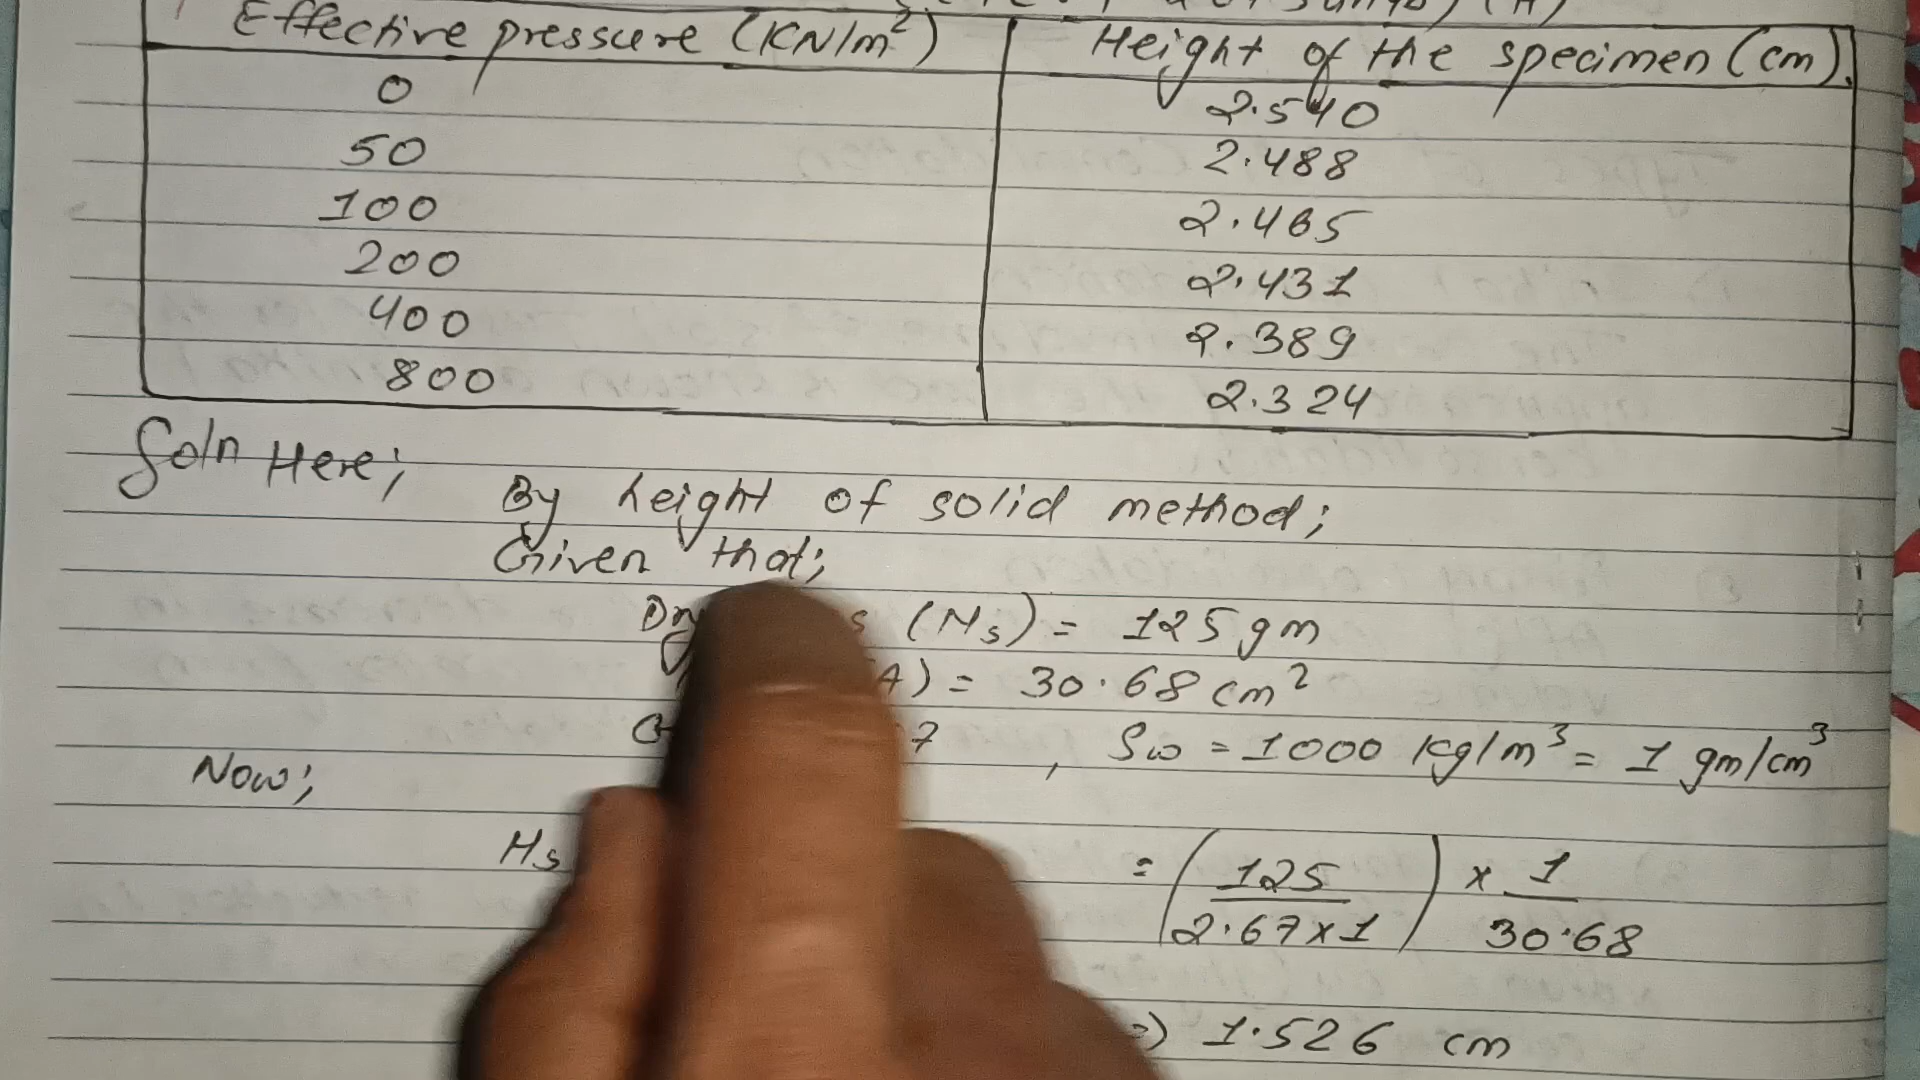 Effective pressure (KN/m²) Height of the specimen (cm).
0 2.540
50 2.488
100 2.465
200 2.431
400 2.389
800 2.324
Soln Here;
By height of solid method;
Given that;
(Ms) = 125 gm
A) = 30.68 cm²
7 , ρw = 1000 kg/m³ = 1 gm/cm³
Now;
Hs = (125 / 2.67x1) x 1 / 30.68
=) 1.526 cm